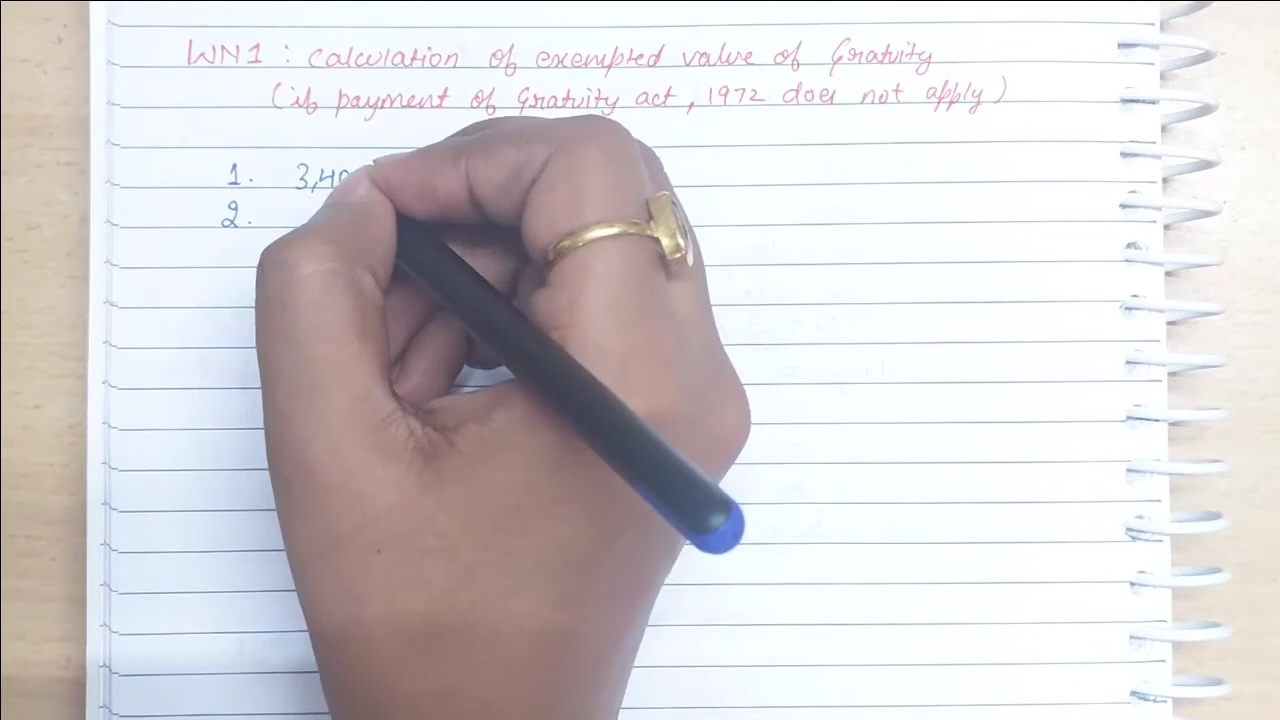 WN1 : Calculation of exempted value of Gratuity
(if payment of Gratuity act, 1972 does not apply)
1. 3,40
2.